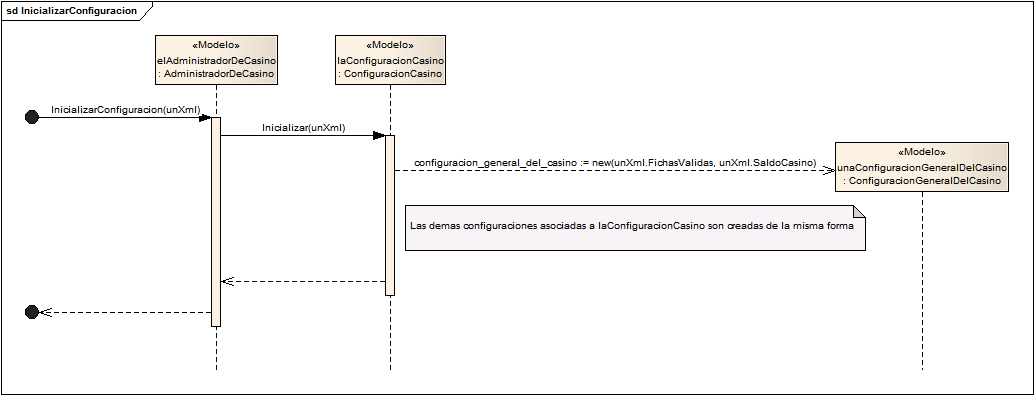 sd InicializarConfiguracion
«Modelo»
elAdministradorDeCasino
: AdministradorDeCasino
«Modelo»
laConfiguracionCasino
: ConfiguracionCasino
InicializarConfiguracion(unXml)
Inicializar(unXml)
configuracion_general_del_casino := new(unXml.FichasValidas, unXml.SaldoCasino)
«Modelo»
unaConfiguracionGeneralDelCasino
: ConfiguracionGeneralDelCasino
Las demas configuraciones asociadas a laConfiguracionCasino son creadas de la misma forma